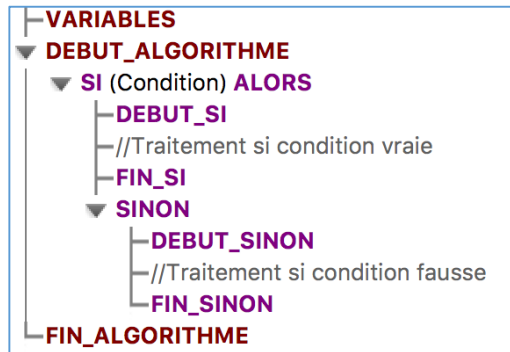 VARIABLES
DEBUT_ALGORITHME
SI (Condition) ALORS
DEBUT_SI
//Traitement si condition vraie
FIN_SI
SINON
DEBUT_SINON
//Traitement si condition fausse
FIN_SINON
FIN_ALGORITHME